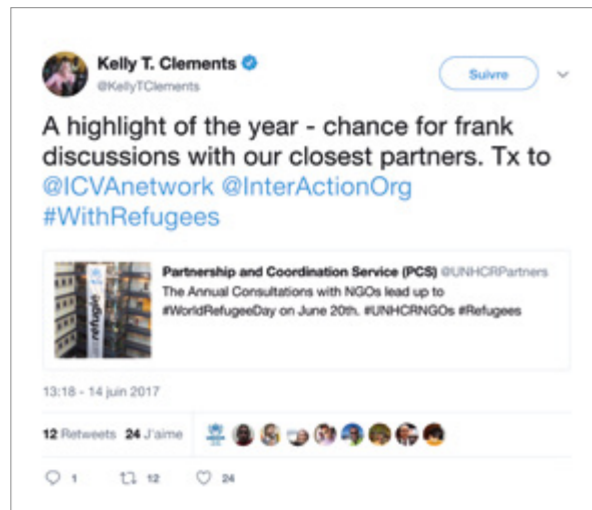 Kelly T. Clements
@KellyTClements
Suivre
A highlight of the year - chance for frank
discussions with our closest partners. Tx to
@ICVAnetwork @InterActionOrg
#WithRefugees
réfugié
Partnership and Coordination Service (PCS) @UNHCRPartners
The Annual Consultations with NGOs lead up to
#WorldRefugeeDay on June 20th. #UNHCRNGOs #Refugees
13:18 - 14 juin 2017
12 Retweets 24 J'aime
1 12 24